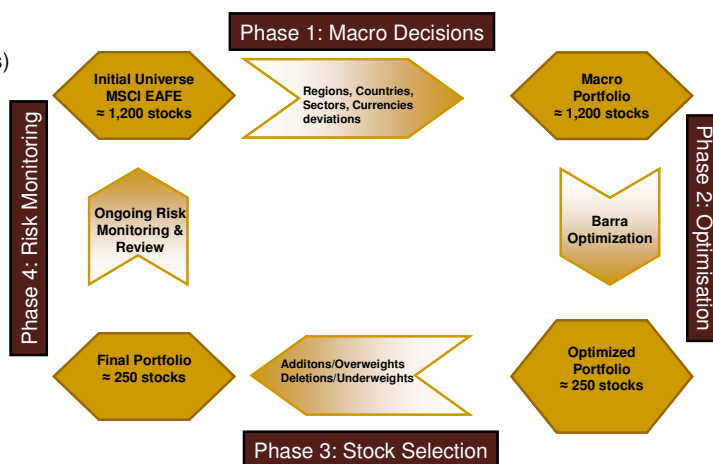 Phase 1: Macro Decisions
s)
Initial Universe
MSCI EAFE
≈ 1,200 stocks
Regions, Countries,
Sectors, Currencies
deviations
Macro
Portfolio
≈ 1,200 stocks
Phase 2: Optimisation
Barra
Optimization
Optimized
Portfolio
≈ 250 stocks
Additons/Overweights
Deletions/Underweights
Phase 3: Stock Selection
Final Portfolio
≈ 250 stocks
Phase 4: Risk Monitoring
Ongoing Risk
Monitoring &
Review